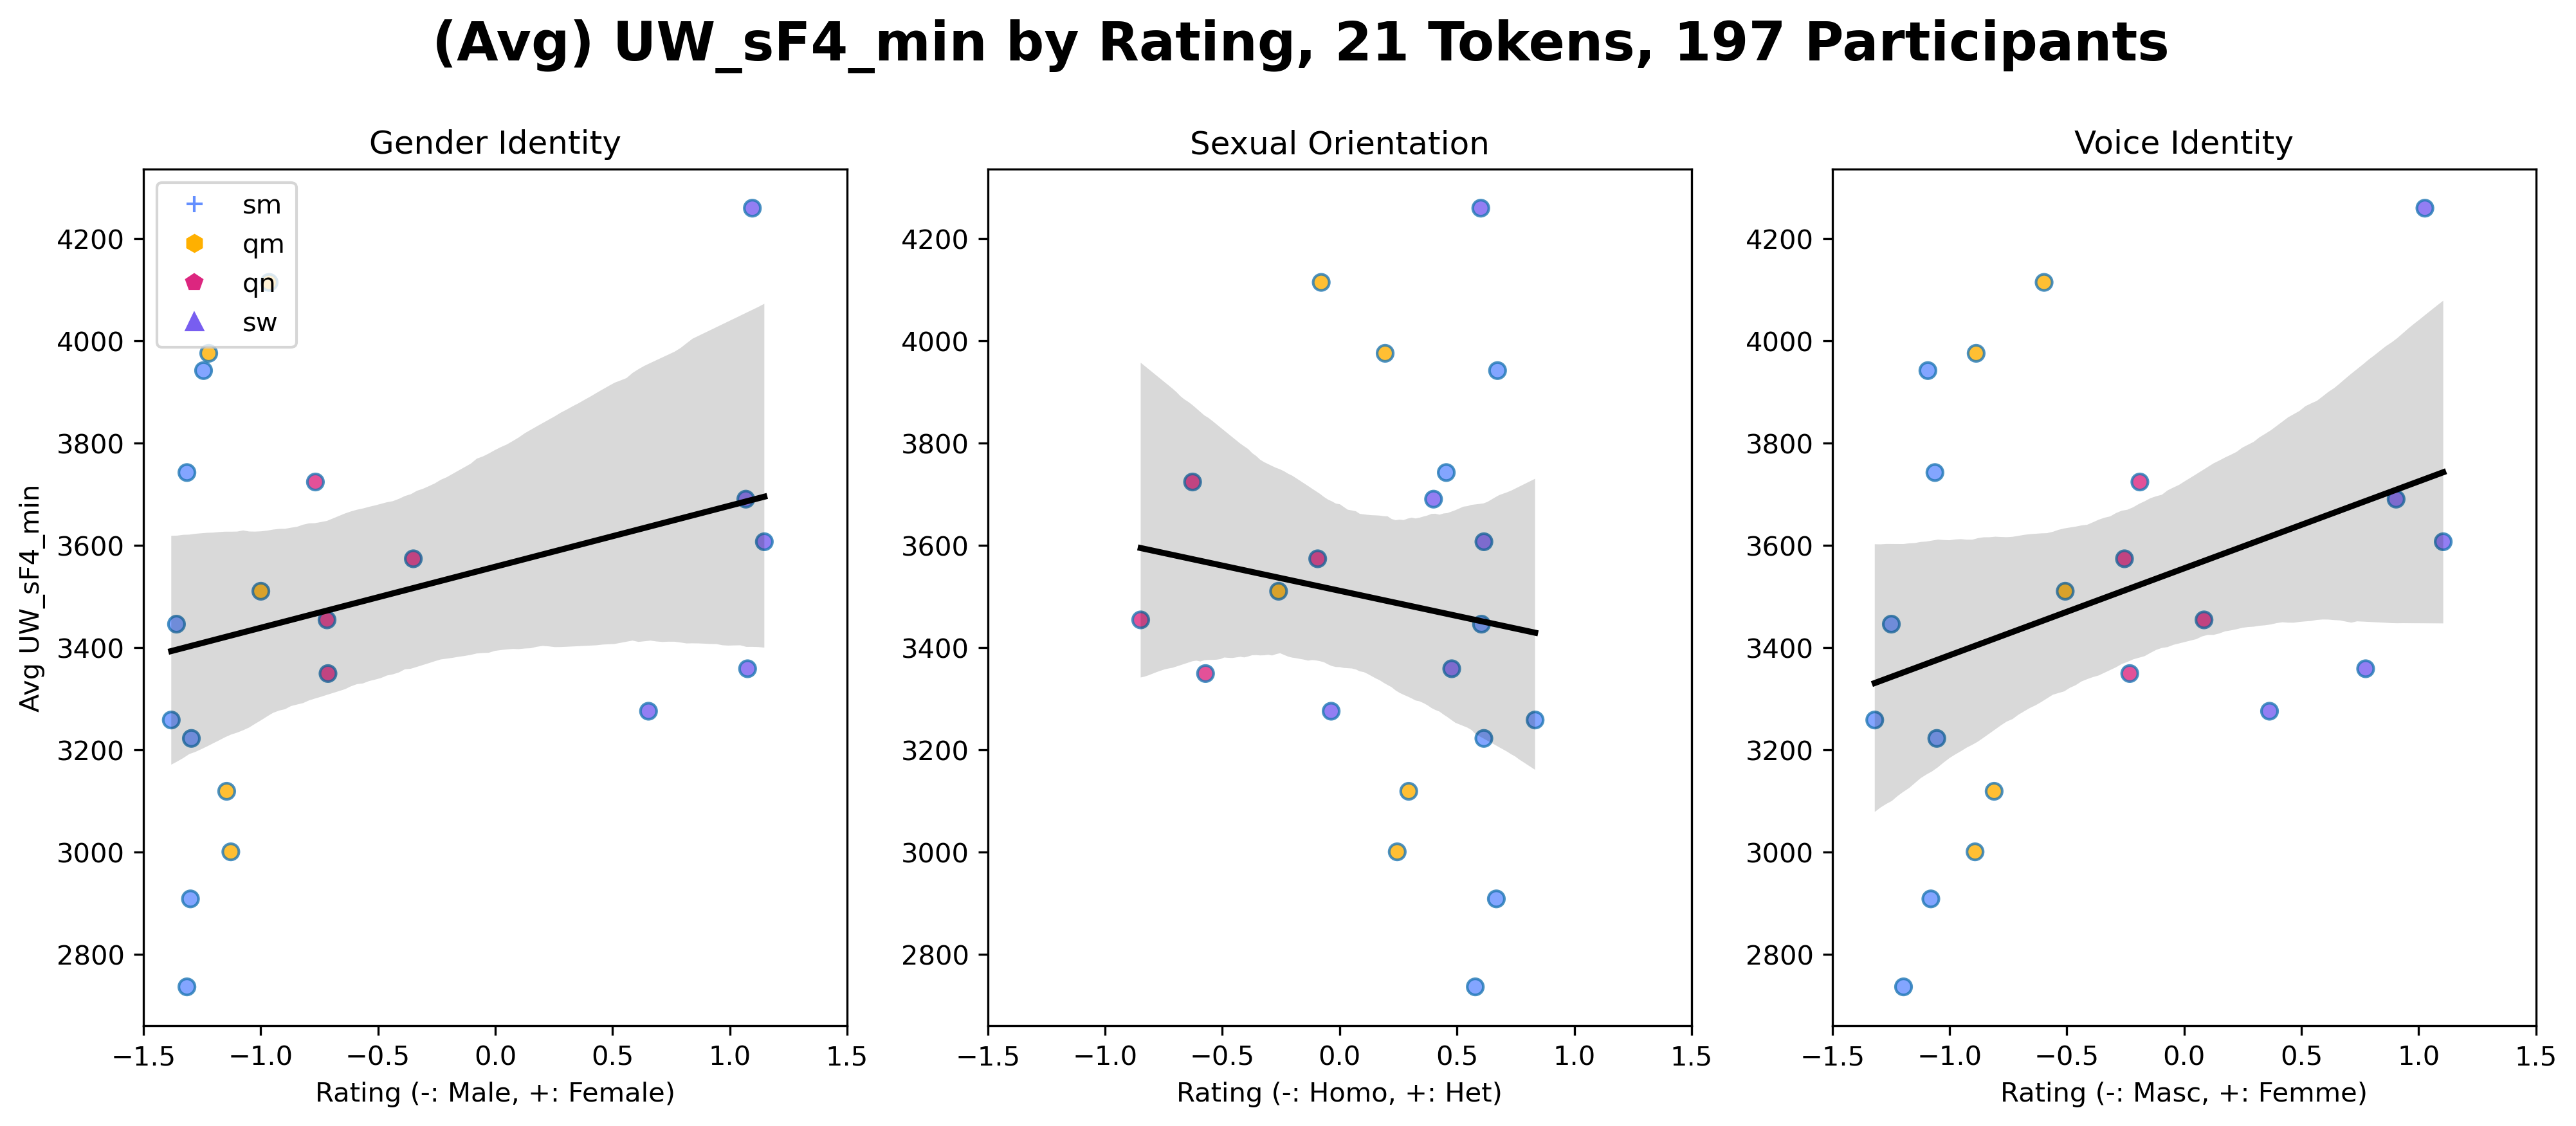 (Avg) UW_sF4_min by Rating, 21 Tokens, 197 Participants
Gender Identity
sm
qm
qn
sw
4200
4000
3800
3600
3400
3200
3000
2800
Avg UW_sF4_min
−1.5 −1.0 −0.5 0.0 0.5 1.0 1.5
Rating (-: Male, +: Female)
Sexual Orientation
4200
4000
3800
3600
3400
3200
3000
2800
−1.5 −1.0 −0.5 0.0 0.5 1.0 1.5
Rating (-: Homo, +: Het)
Voice Identity
4200
4000
3800
3600
3400
3200
3000
2800
−1.5 −1.0 −0.5 0.0 0.5 1.0 1.5
Rating (-: Masc, +: Femme)